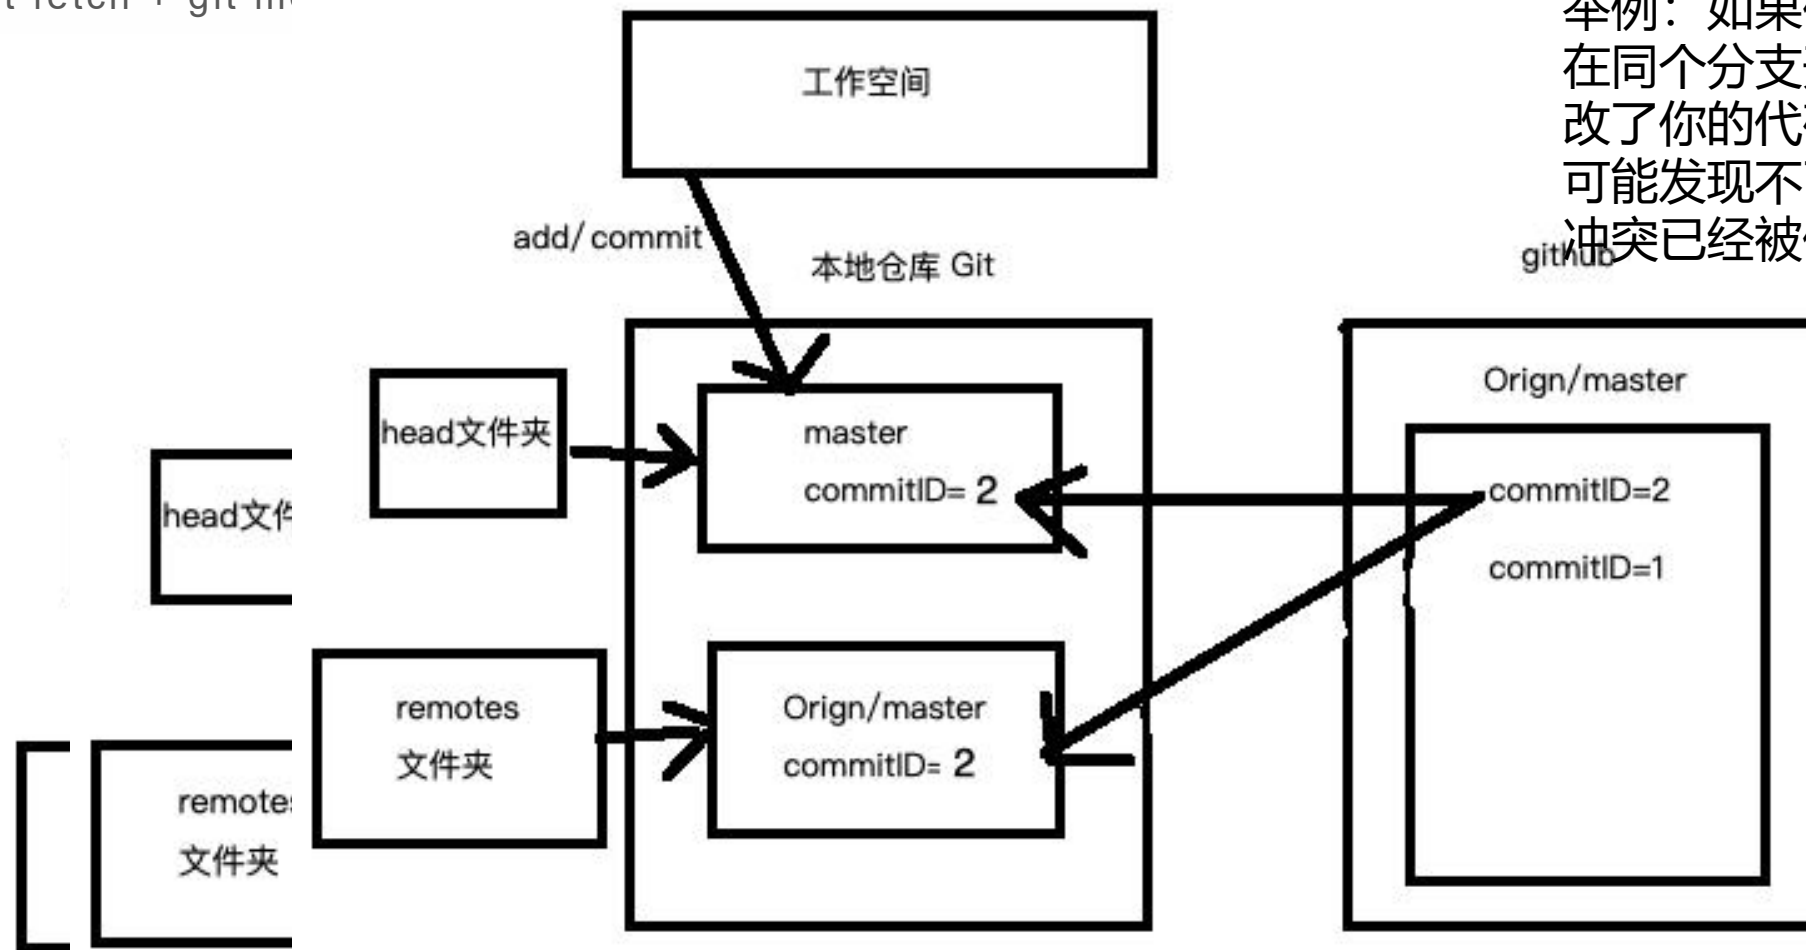 git m
举例：如果
在同个分支
改了你的代
可能发现不
冲突已经被
工作空间
add/commit
本地仓库 Git
github
head文件夹
master
commitID= 2
Orign/master
commitID=2
commitID=1
head文件
remotes
文件夹
Orign/master
commitID= 2
remotes
文件夹